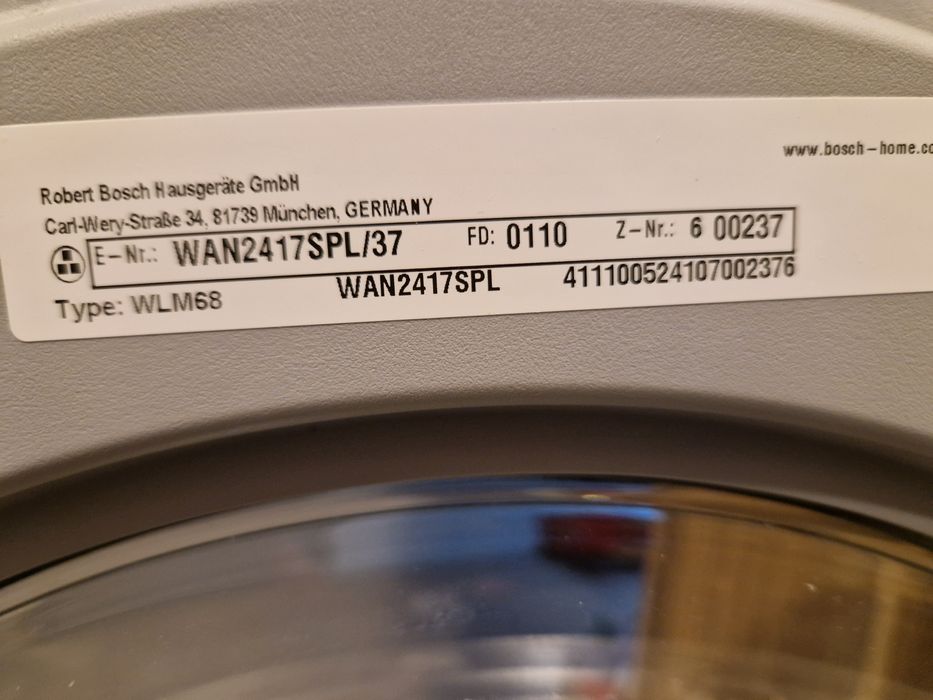 www.bosch-home.co
Robert Bosch Hausgeräte GmbH
Carl-Wery-Straße 34, 81739 München, GERMANY
E-Nr.: WAN2417SPL/37 FD: 0110 Z-Nr.: 6 00237
Type: WLM68 WAN2417SPL 411100524107002376